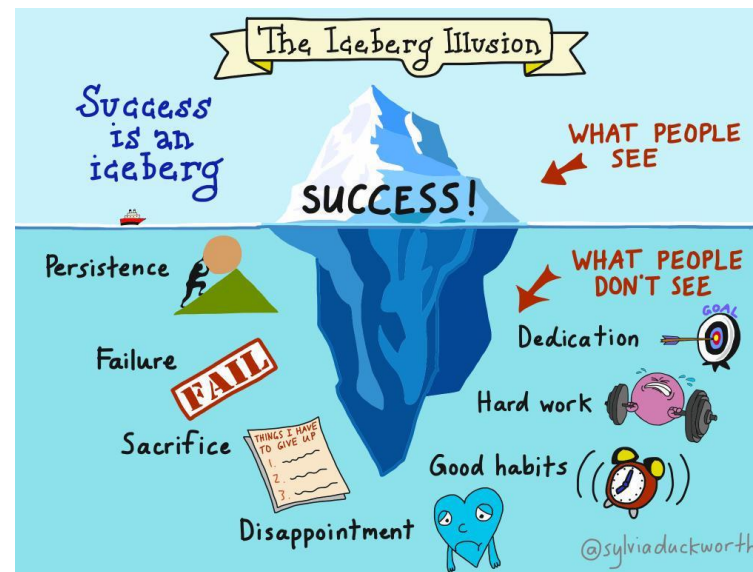 The Iceberg Illusion
Success
is an
iceberg
WHAT PEOPLE
SEE
SUCCESS!
Persistence
WHAT PEOPLE
DON'T SEE
GOAL
Dedication
Failure
FAIL
Hard work
Sacrifice
THINGS I HAVE
TO GIVE UP
1.
2.
3.
Good habits
Disappointment
@sylviaduckworth